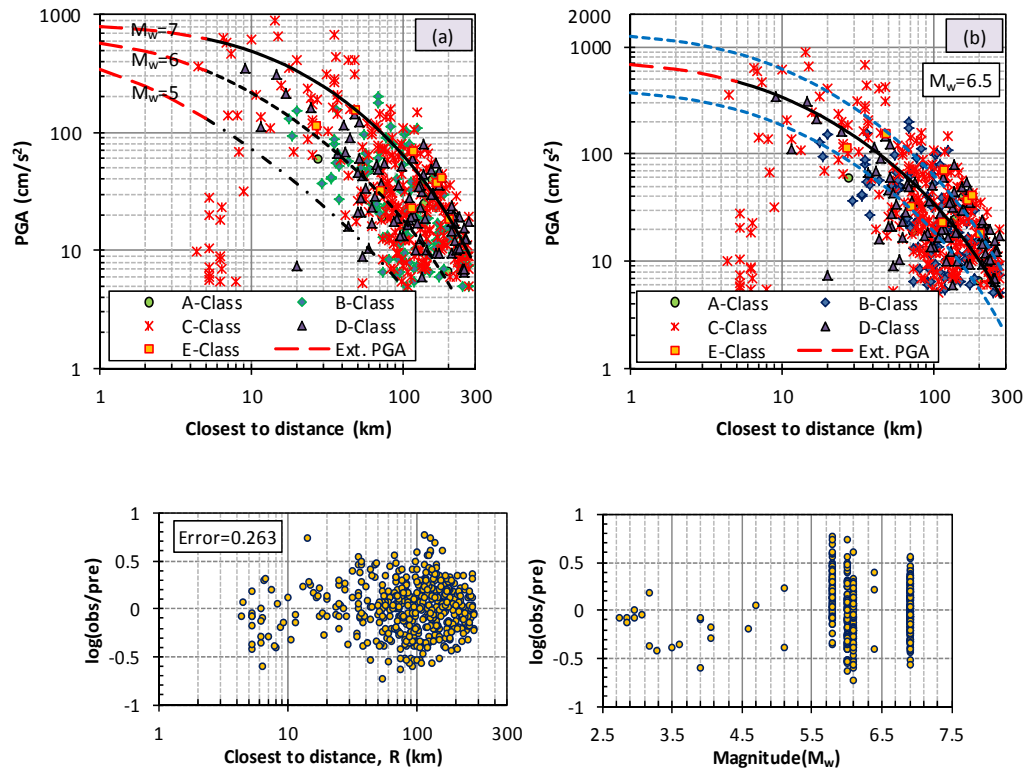 (a)
1000
100
10
1
PGA (cm/s²)
Mw=7
Mw=6
Mw=5
A-Class B-Class
C-Class D-Class
E-Class Ext. PGA
1 10 100 300
Closest to distance (km)
(b)
1000
100
10
1
PGA (cm/s²)
Mw=6.5
A-Class B-Class
C-Class D-Class
E-Class Ext. PGA
1 10 100 300
Closest to distance (km)
1
0.5
0
-0.5
-1
log(obs/pre)
Error=0.263
1 10 100 300
Closest to distance, R (km)
1
0.5
0
-0.5
-1
log(obs/pre)
2.5 3.5 4.5 5.5 6.5 7.5
Magnitude(Mw)